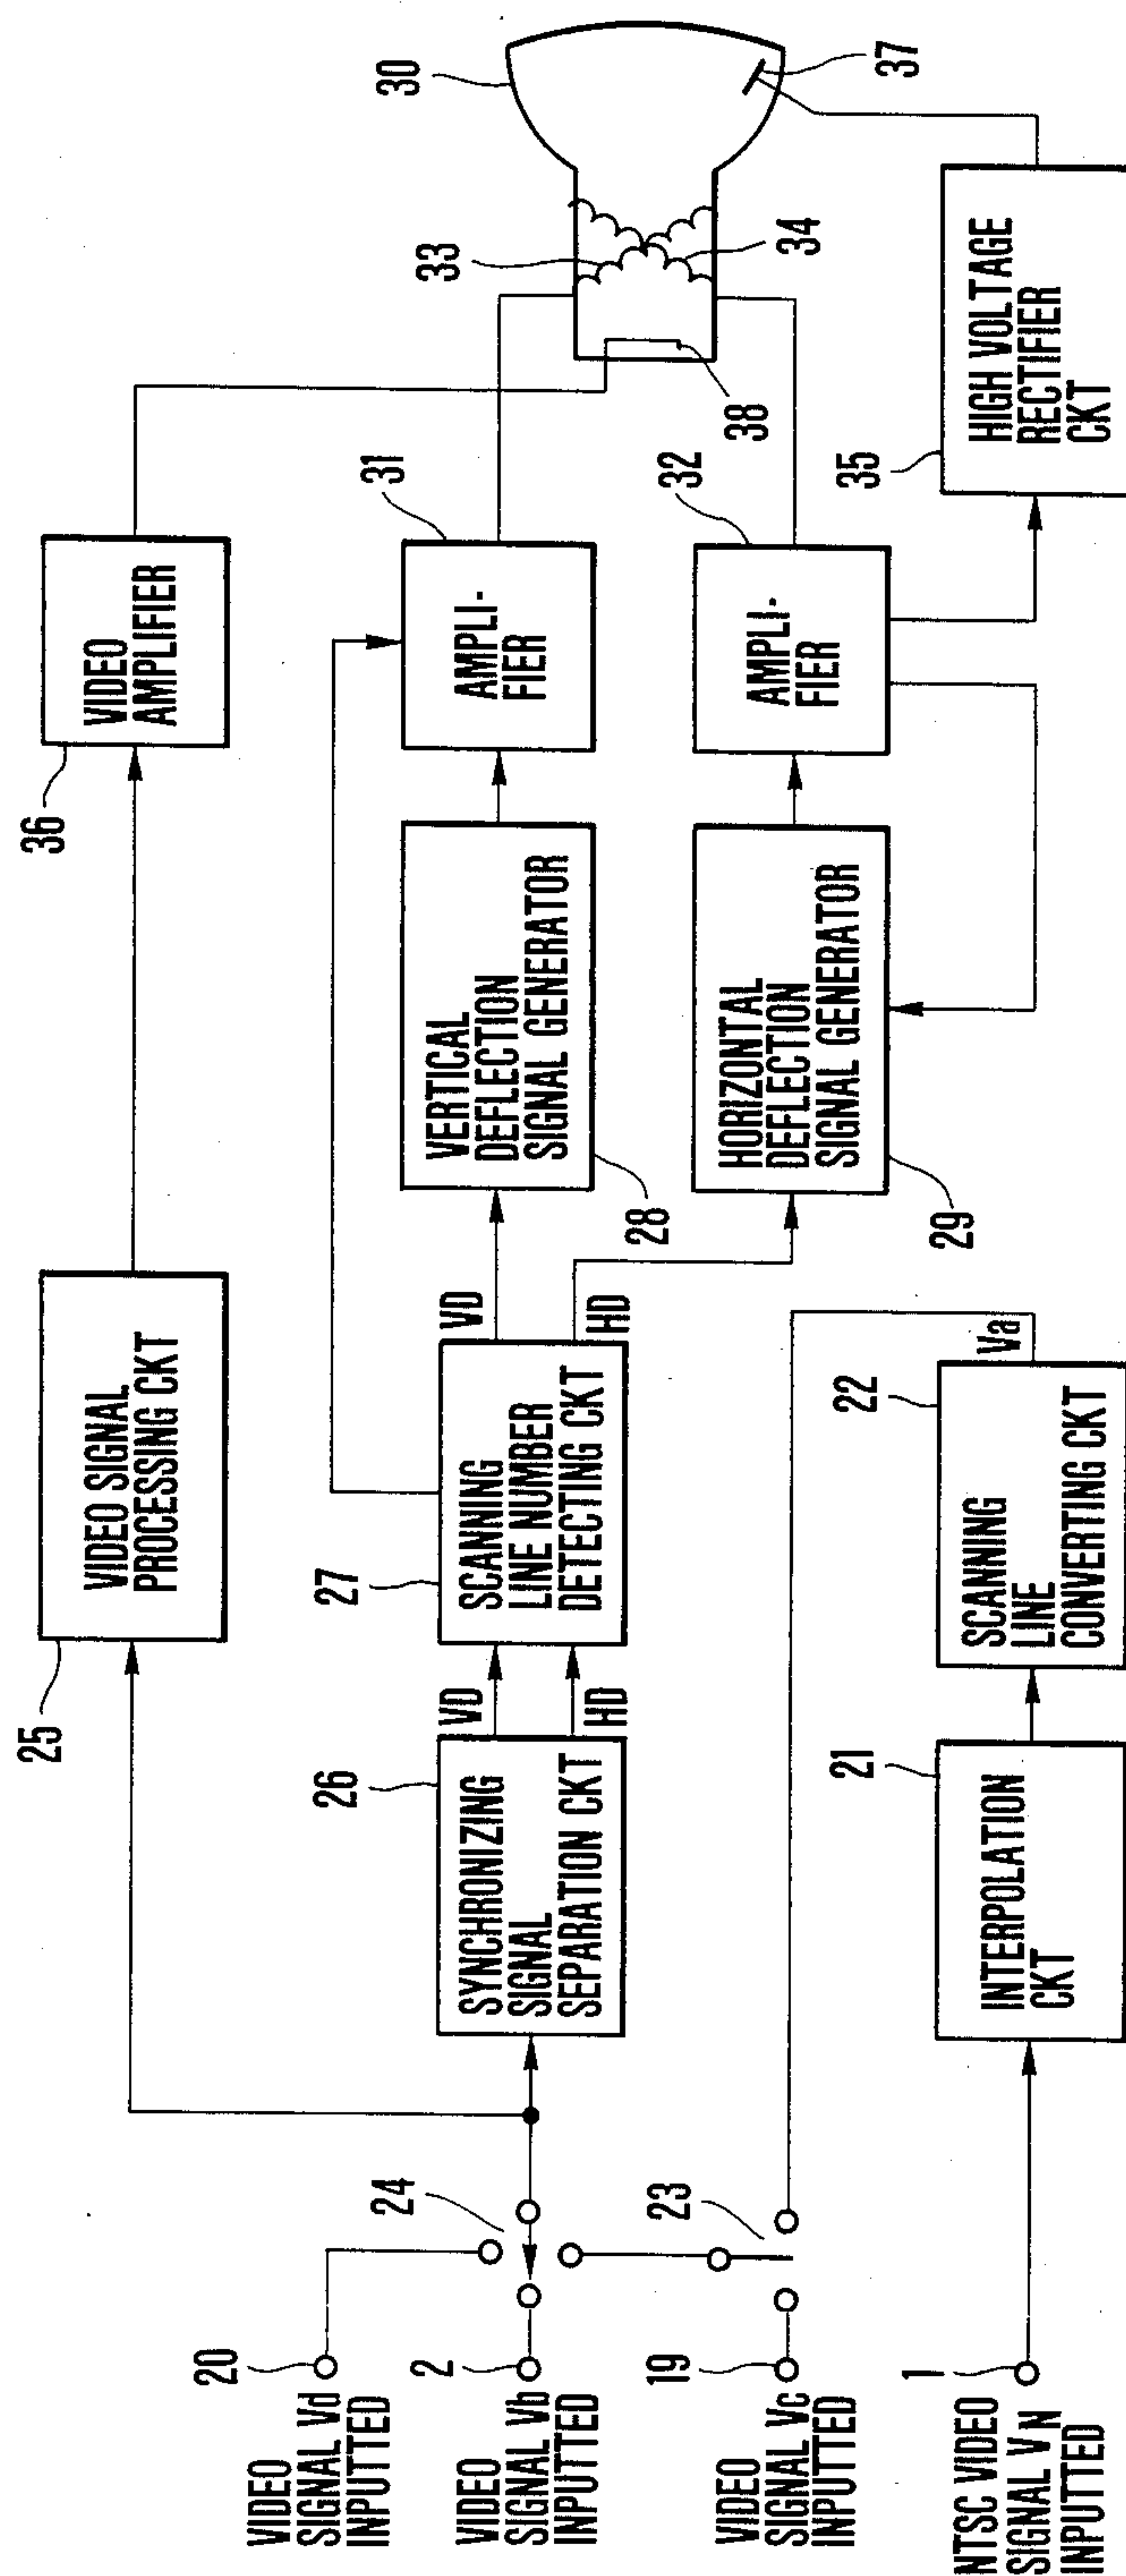 VIDEO
SIGNAL Vd
INPUTTED
20
VIDEO
SIGNAL Vb
INPUTTED
2
VIDEO
SIGNAL Vc
INPUTTED
19
NTSC VIDEO
SIGNAL VN
INPUTTED
1
24
23
25
VIDEO SIGNAL
PROCESSING CKT
26
SYNCHRONIZING
SIGNAL
SEPARATION CKT
VD
HD
27
SCANNING
LINE NUMBER
DETECTING CKT
VD
HD
21
INTERPOLATION
CKT
22
SCANNING
LINE
CONVERTING CKT
Va
28
VERTICAL
DEFLECTION
SIGNAL GENERATOR
29
HORIZONTAL
DEFLECTION
SIGNAL GENERATOR
36
VIDEO
AMPLIFIER
31
AMPLI-
FIER
32
AMPLI-
FIER
35
HIGH VOLTAGE
RECTIFIER
CKT
38
33
34
30
37